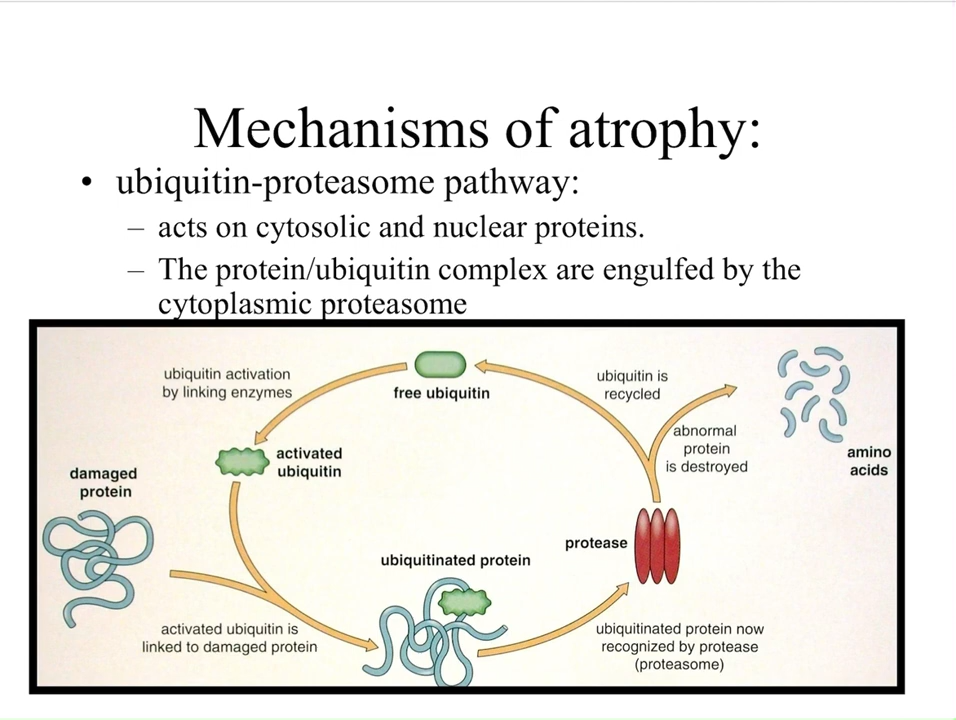 Mechanisms of atrophy:
• ubiquitin-proteasome pathway:
– acts on cytosolic and nuclear proteins.
– The protein/ubiquitin complex are engulfed by the
cytoplasmic proteasome
ubiquitin activation
by linking enzymes
free ubiquitin
ubiquitin is
recycled
abnormal
protein
is destroyed
amino
acids
activated
ubiquitin
damaged
protein
protease
ubiquitinated protein
activated ubiquitin is
linked to damaged protein
ubiquitinated protein now
recognized by protease
(proteasome)